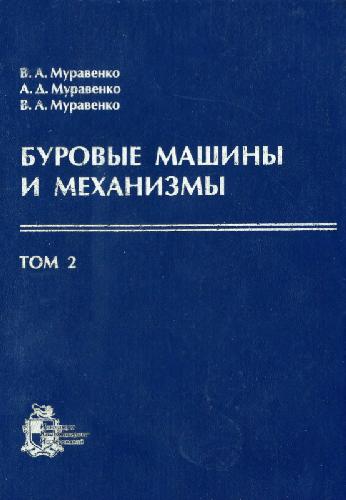 В. А. Муравенко
А. Д. Муравенко
В. А. Муравенко
БУРОВЫЕ МАШИНЫ
И МЕХАНИЗМЫ
ТОМ 2